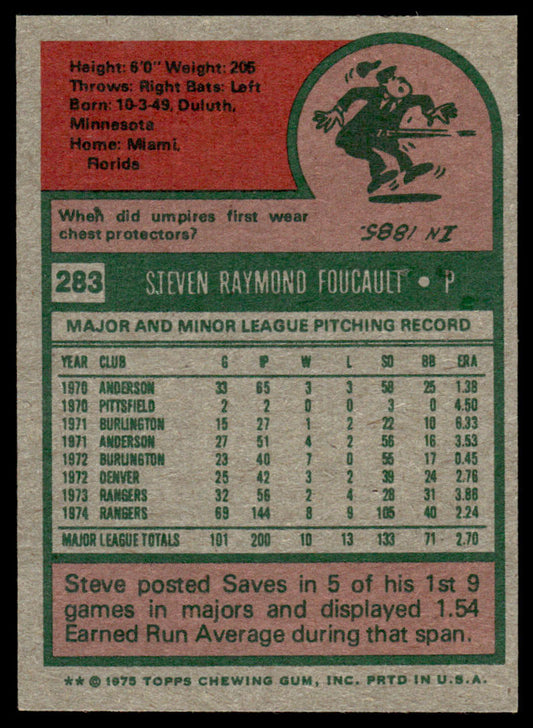 Height: 6'0" Weight: 205
Throws: Right Bats: Left
Born: 10-3-49, Duluth,
Minnesota
Home: Miami,
Florida
When did umpires first wear
chest protectors?
IN 1885.
283 STEVEN RAYMOND FOUCAULT • P
MAJOR AND MINOR LEAGUE PITCHING RECORD
YEAR CLUB G IP W L SO BB ERA
1970 ANDERSON 33 65 3 3 58 25 1.38
1970 PITTSFIELD 2 2 0 0 3 0 4.50
1971 BURLINGTON 15 27 1 2 22 10 6.33
1971 ANDERSON 27 51 4 2 56 16 3.53
1972 BURLINGTON 23 40 7 0 55 17 0.45
1972 DENVER 25 42 3 2 39 24 2.76
1973 RANGERS 32 56 2 4 28 31 3.86
1974 RANGERS 69 144 8 9 105 40 2.24
MAJOR LEAGUE TOTALS 101 200 10 13 133 71 2.70
Steve posted Saves in 5 of his 1st 9
games in majors and displayed 1.54
Earned Run Average during that span.
** © 1975 TOPPS CHEWING GUM, INC. PRTD IN U.S.A.